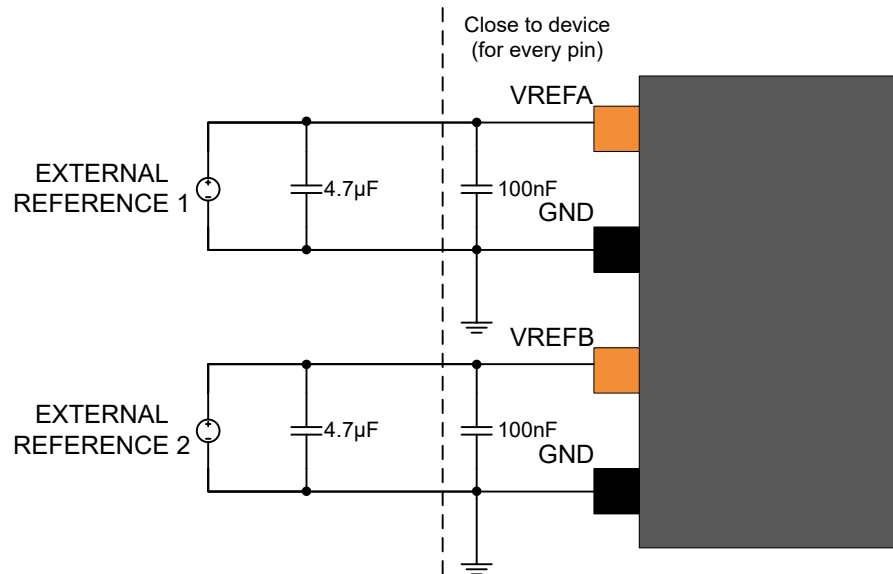 Close to device
(for every pin)
VREFA
EXTERNAL
REFERENCE 1
4.7µF
100nF
GND
VREFB
EXTERNAL
REFERENCE 2
4.7µF
100nF
GND